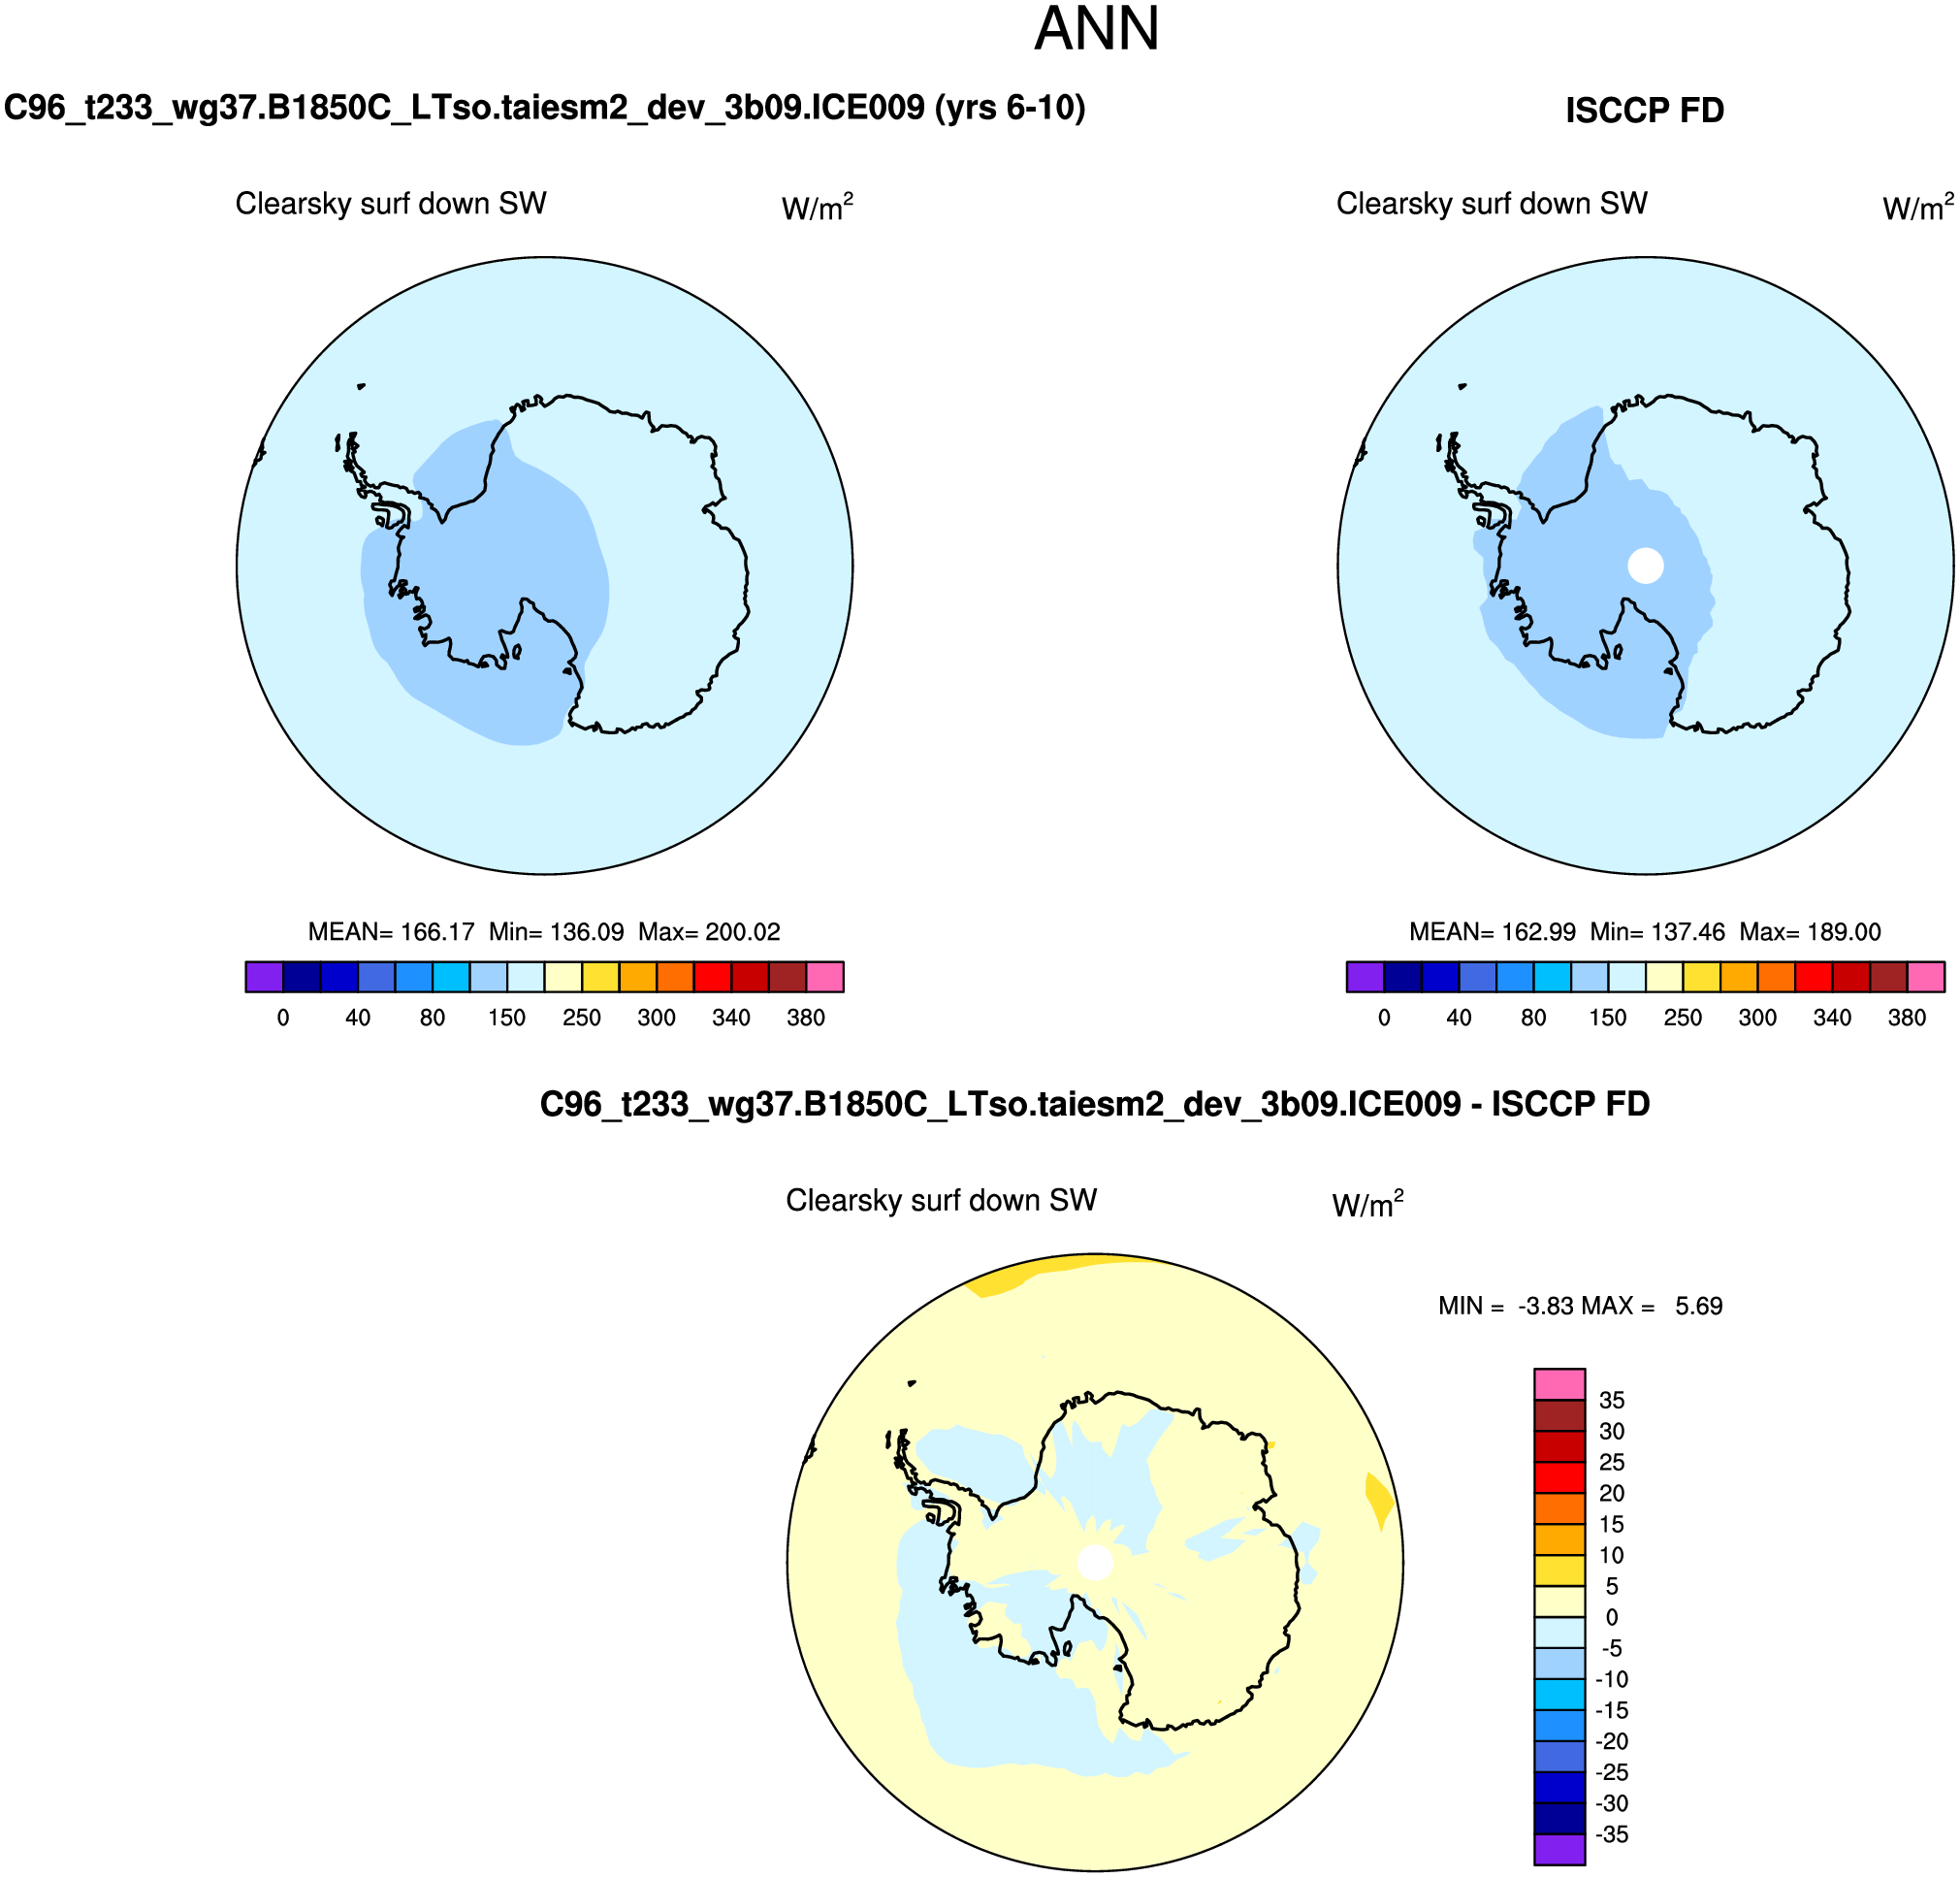 ANN
C96_t233_wg37.B1850C_LTso.taiesm2_dev_3b09.ICE009 (yrs 6-10)
ISCCP FD
Clearsky surf down SW W/m²
Clearsky surf down SW W/m²
MEAN= 166.17 Min= 136.09 Max= 200.02
0 40 80 150 250 300 340 380
MEAN= 162.99 Min= 137.46 Max= 189.00
0 40 80 150 250 300 340 380
C96_t233_wg37.B1850C_LTso.taiesm2_dev_3b09.ICE009 - ISCCP FD
Clearsky surf down SW W/m²
MIN = -3.83 MAX = 5.69
35
30
25
20
15
10
5
0
-5
-10
-15
-20
-25
-30
-35